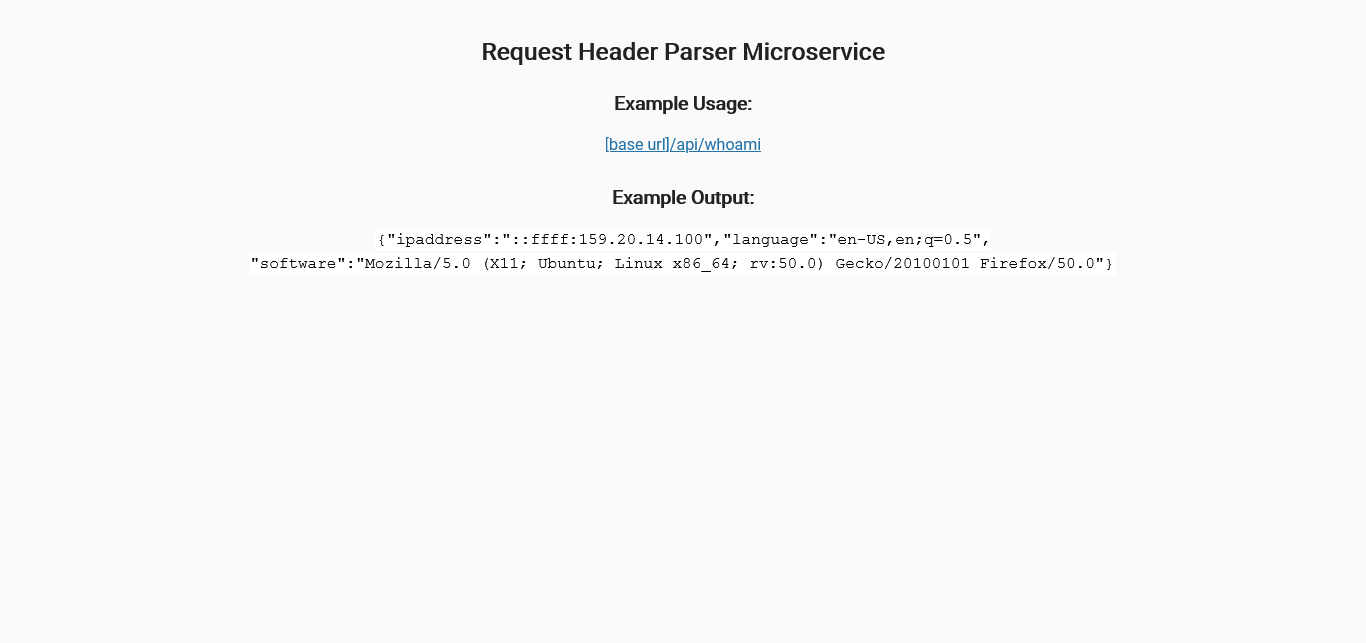 Request Header Parser Microservice
Example Usage:
[base url]/api/whoami
Example Output:
{"ipaddress":"::ffff:159.20.14.100","language":"en-US,en;q=0.5",
"software":"Mozilla/5.0 (X11; Ubuntu; Linux x86_64; rv:50.0) Gecko/20100101 Firefox/50.0"}